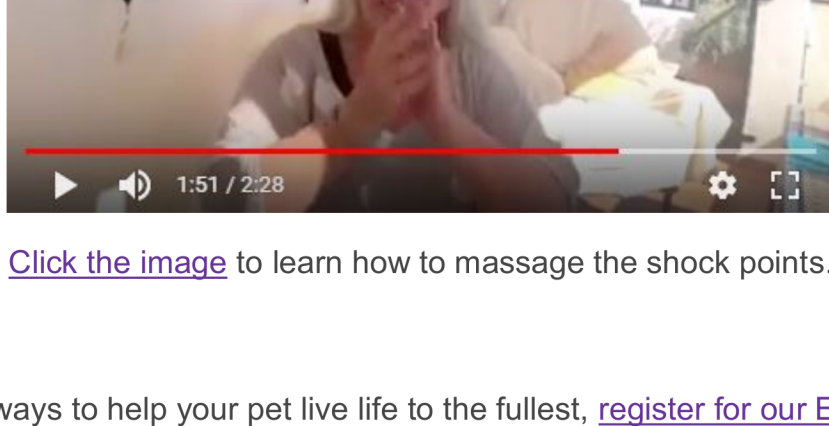 1:51 / 2:28
Click the image to learn how to massage the shock points.
ways to help your pet live life to the fullest, register for our